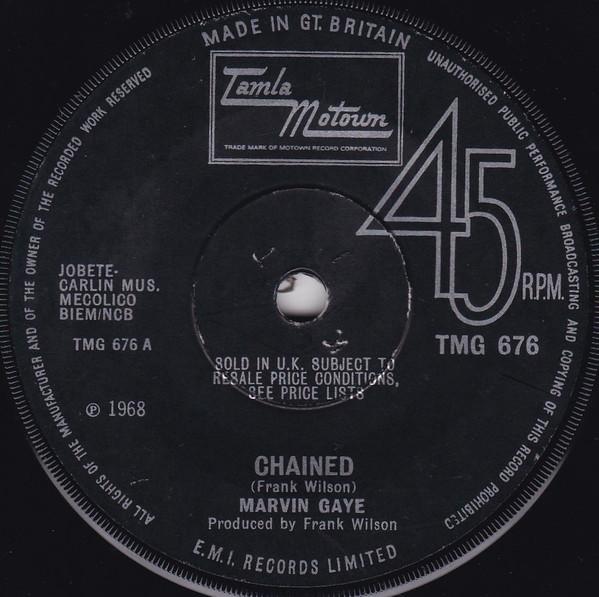 MADE IN GT. BRITAIN
UNAUTHORISED PUBLIC PERFORMANCE BROADCASTING AND COPYING OF THIS RECORD PROHIBITED
ALL RIGHTS OF THE MANUFACTURER AND OF THE OWNER OF THE RECORDED WORK RESERVED
Tamla
Motown
TRADE MARK OF MOTOWN RECORD CORPORATION
45
R.P.M.
TMG 676
JOBETE-
CARLIN MUS.
MECOLICO
BIEM/NCB
TMG 676 A
℗ 1968
SOLD IN U.K. SUBJECT TO
RESALE PRICE CONDITIONS,
SEE PRICE LISTS
CHAINED
(Frank Wilson)
MARVIN GAYE
Produced by Frank Wilson
E.M.I. RECORDS LIMITED